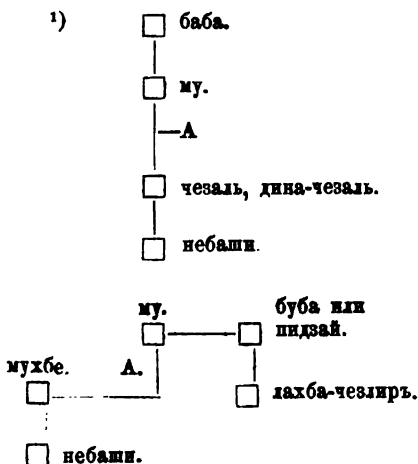 ¹)
баба.
му.
А
чезаль, дина-чезаль.
небаши.
му.
буба или
пидзай.
мухбе.
А.
лахба-чезлиръ.
небаши.